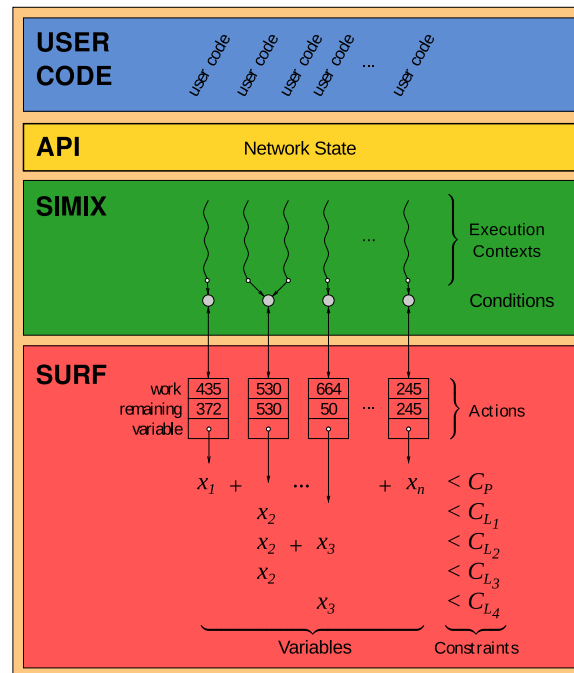 USER CODE
user code user code user code user code ... user code
API
Network State
SIMIX
Execution Contexts
...
Conditions
SURF
work 435 530 664 245
remaining 372 530 50 ... 245
variable
Actions
x1 + ... + xn < CP
x2 < CL1
x2 + x3 < CL2
x2 < CL3
x3 < CL4
Variables Constraints